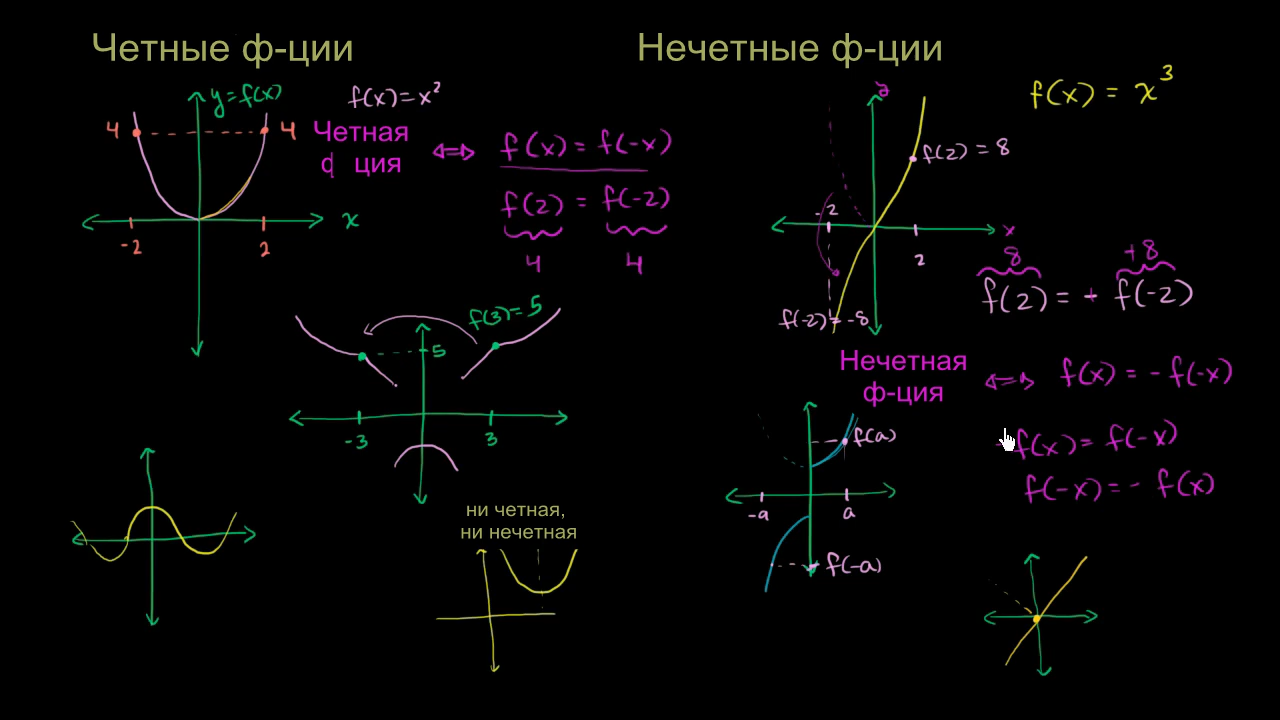 Четные ф-ции
Нечетные ф-ции
y=f(x)
f(x)=x²
f(x) = x³
4
4
Четная
ция
⇔ f(x) = f(-x)
f(2) = f(-2)
4
4
x
-2
2
f(2) = 8
-2
2
x
f(-2) = -8
8
+8
f(2) = - f(-2)
f(3)=5
5
-3
3
Нечетная
ф-ция
⇔ f(x) = - f(-x)
-f(x) = f(-x)
f(-x) = - f(x)
f(a)
-a
a
f(-a)
ни четная,
ни нечетная